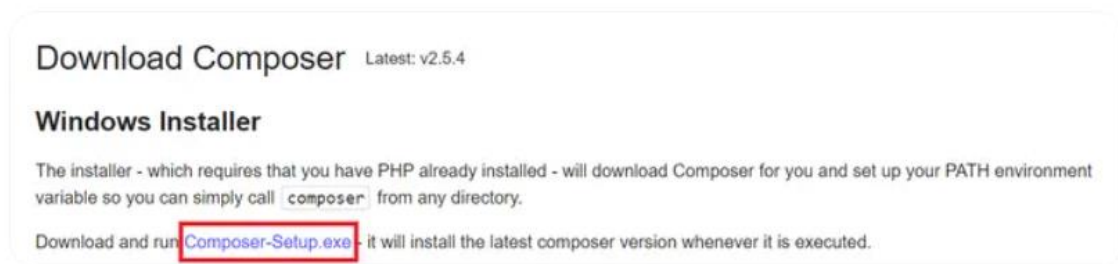 Download Composer Latest: v2.5.4
Windows Installer
The installer - which requires that you have PHP already installed - will download Composer for you and set up your PATH environment
variable so you can simply call composer from any directory.
Download and run Composer-Setup.exe - it will install the latest composer version whenever it is executed.